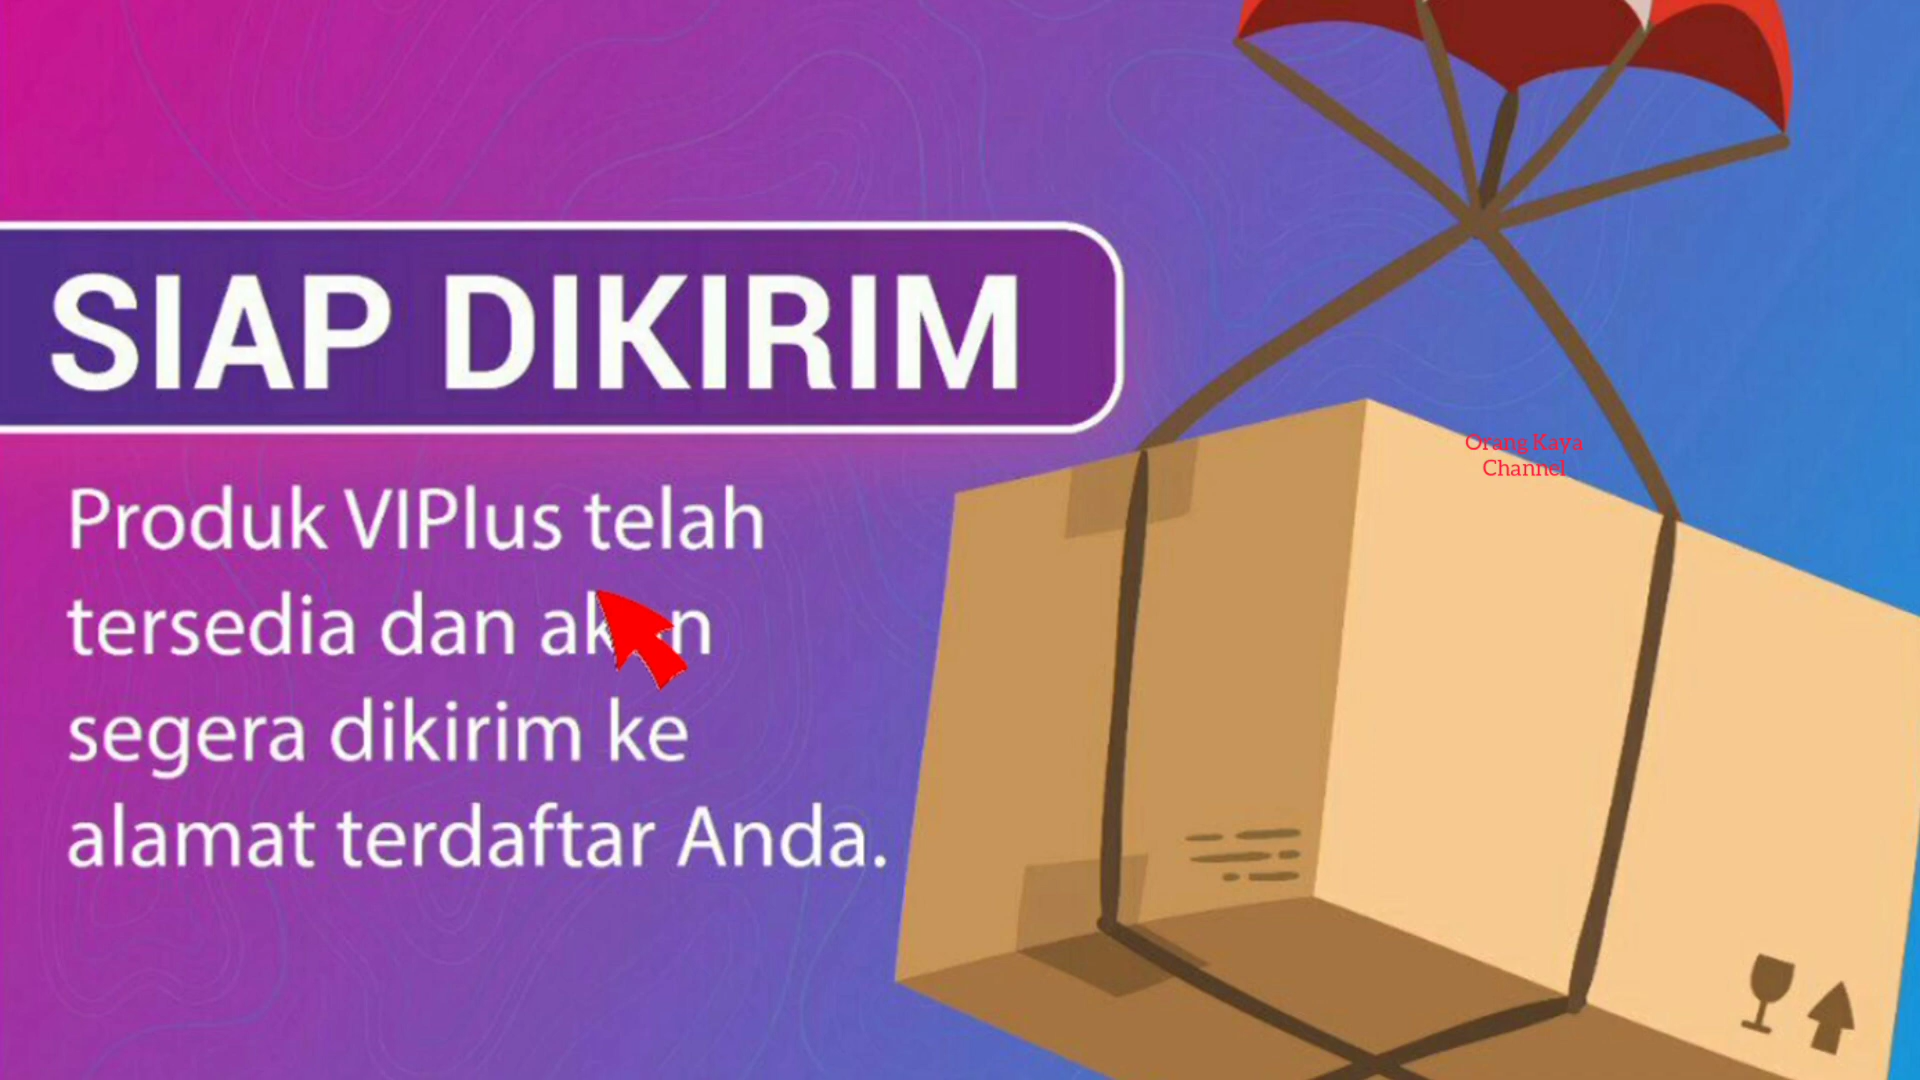 SIAP DIKIRIM
Produk VIPlus telah
tersedia dan akan
segera dikirim ke
alamat terdaftar Anda.
Orang Kaya
Channel